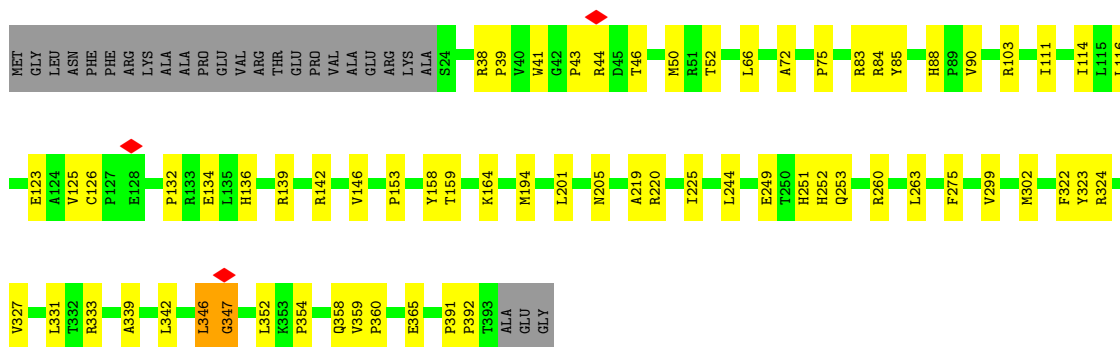 MET GLY LEU ASN PHE PHE ARG LYS ALA ALA PRO GLU VAL ARG THR GLU PRO VAL ALA GLU ARG LYS ALA S24 R38 P39 V40 W41 G42 P43 R44 D45 T46 M50 R51 T52 L66 A72 P75 R83 R84 Y85 H88 P89 V90 R103 I111 I114 L115 L116
E123 A124 V125 C126 P127 E128 P132 R133 E134 L135 H136 R139 R142 V146 P153 Y158 T159 K164 M194 L201 N205 A219 R220 I225 L244 E249 T250 H251 H252 Q253 R260 L263 F275 V299 M302 F322 Y323 R324
V327 L331 T332 R333 A339 L342 L346 G347 L352 K353 P354 Q358 V359 P360 E365 P391 P392 T393 ALA GLU GLY